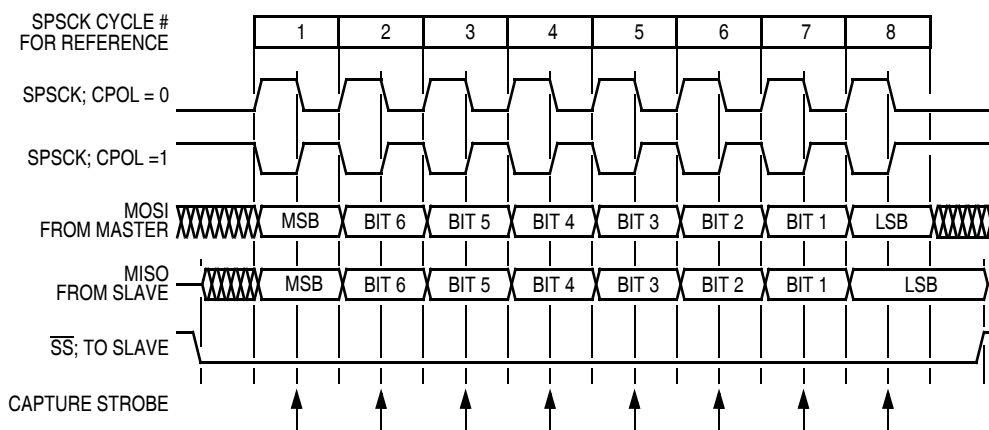 SPSCK CYCLE #
FOR REFERENCE
1 2 3 4 5 6 7 8
SPSCK; CPOL = 0
SPSCK; CPOL =1
MOSI
FROM MASTER
MSB BIT 6 BIT 5 BIT 4 BIT 3 BIT 2 BIT 1 LSB
MISO
FROM SLAVE
MSB BIT 6 BIT 5 BIT 4 BIT 3 BIT 2 BIT 1 LSB
SS; TO SLAVE
CAPTURE STROBE